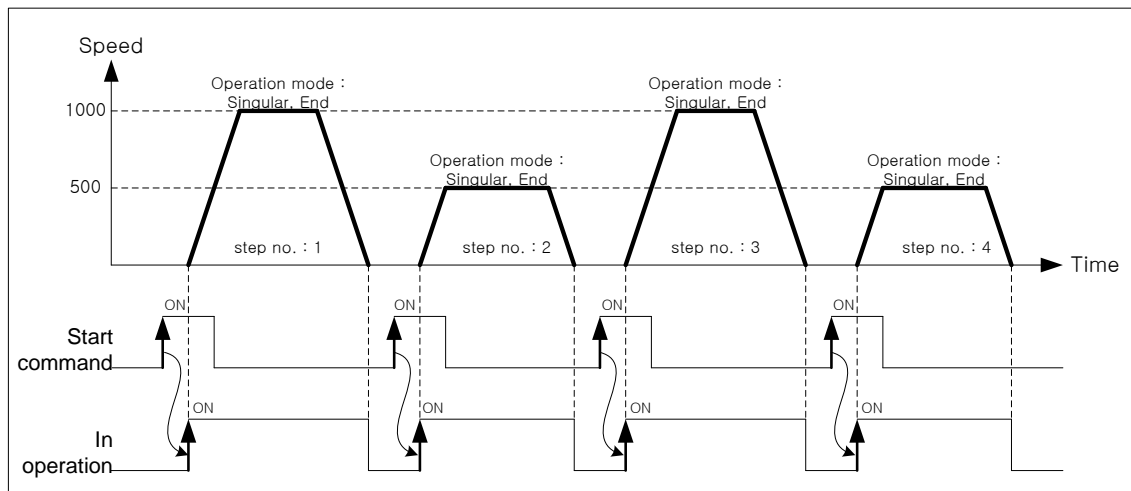 Speed
Operation mode :
Singular, End
Operation mode :
Singular, End
1000
Operation mode :
Singular, End
Operation mode :
Singular, End
500
step no. : 1
step no. : 2
step no. : 3
step no. : 4
Time
ON
ON
ON
ON
Start
command
ON
ON
ON
ON
In
operation